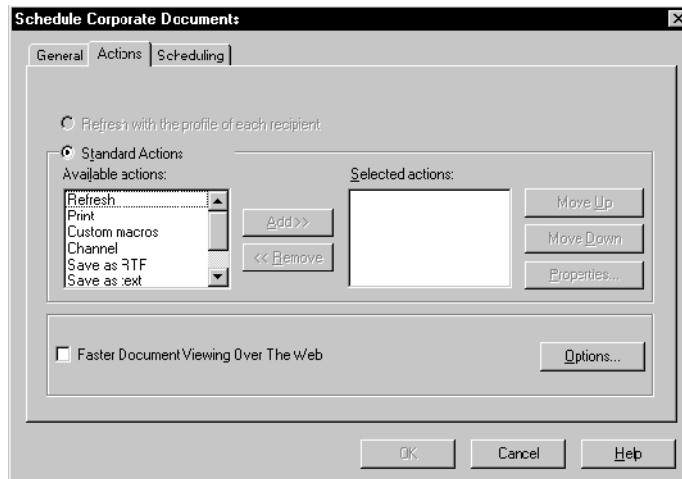 Schedule Corporate Documents
General Actions Scheduling
Refresh with the profile of each recipient
Standard Actions
Available actions: Selected actions:
Refresh
Print
Custom macros
Channel
Save as RTF
Save as text
Add>>
<< Remove
Move Up
Move Down
Properties...
Faster Document Viewing Over The Web Options...
OK Cancel Help